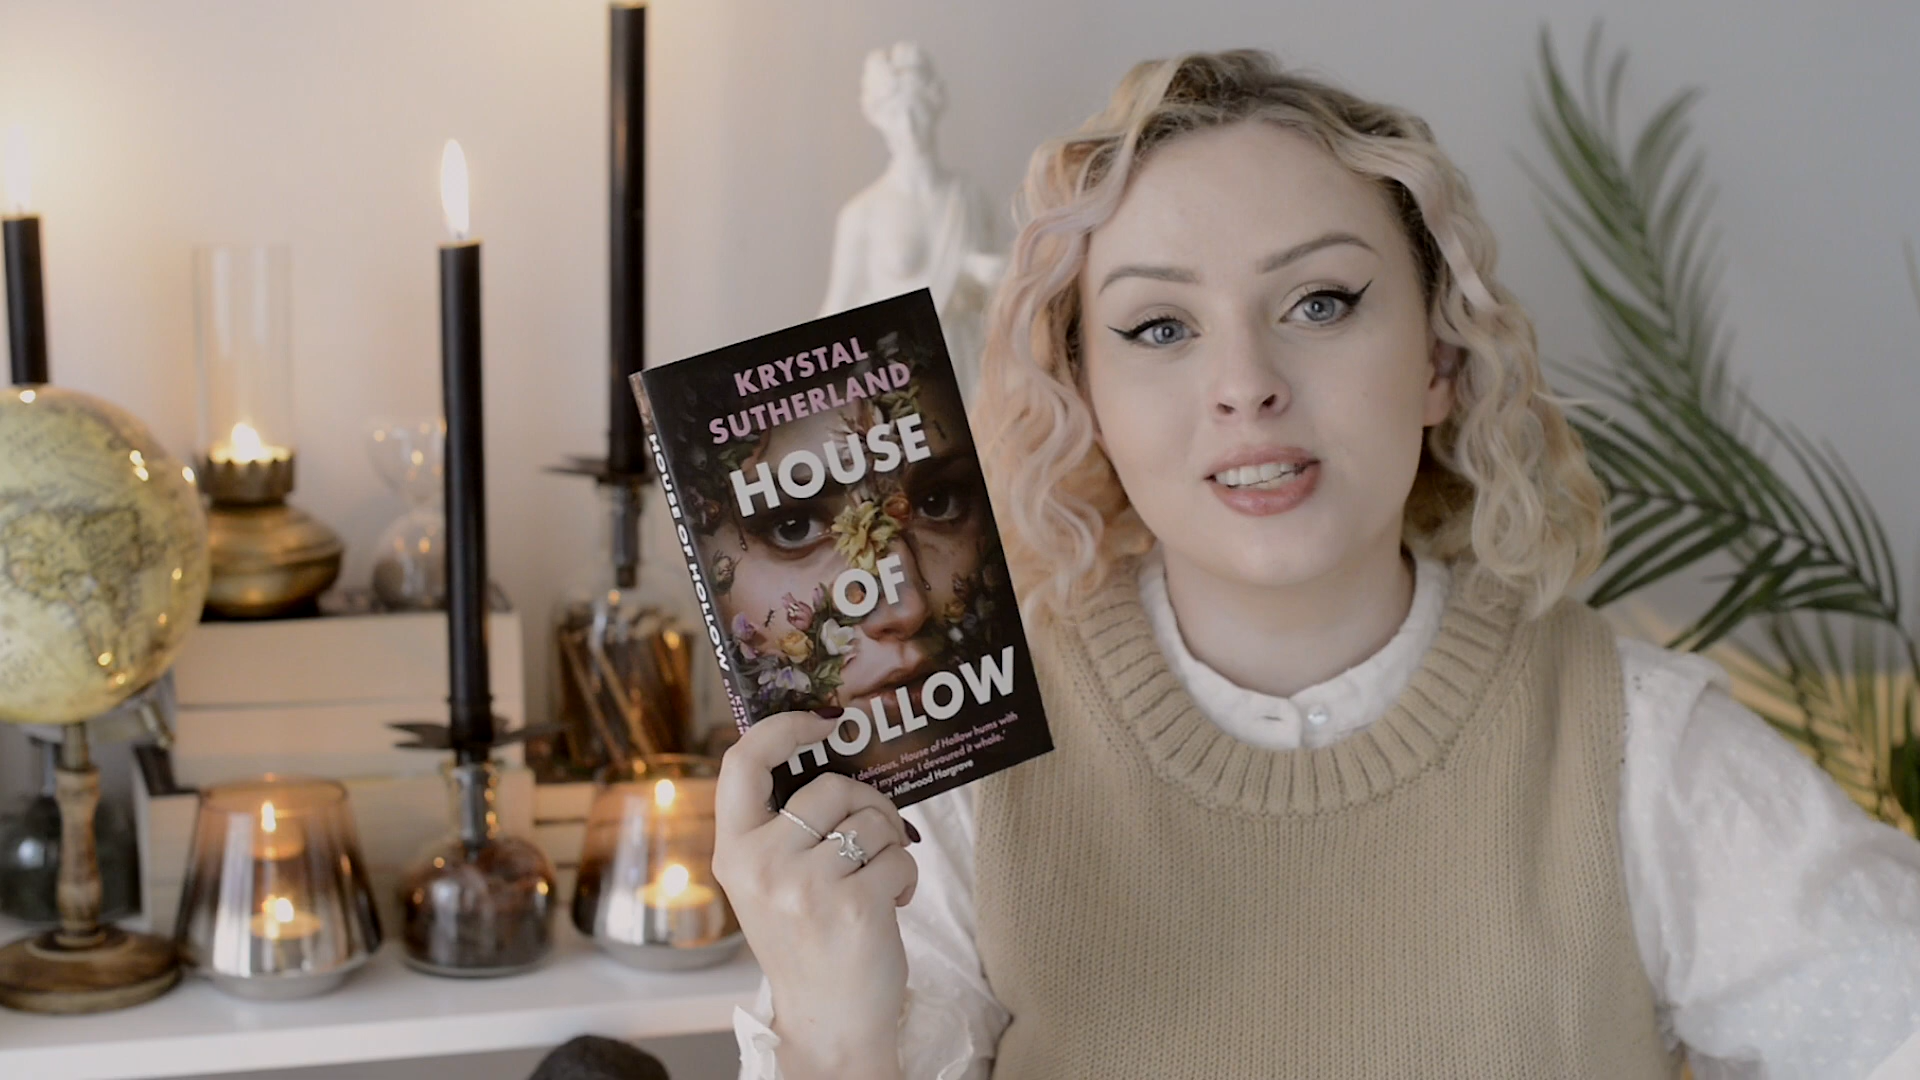 KRYSTAL
SUTHERLAND
HOUSE
OF
HOLLOW
delicious. House of Hollow hums with
mystery. I devoured it whole.'
Millwood Hargrave
HOUSE OF HOLLOW